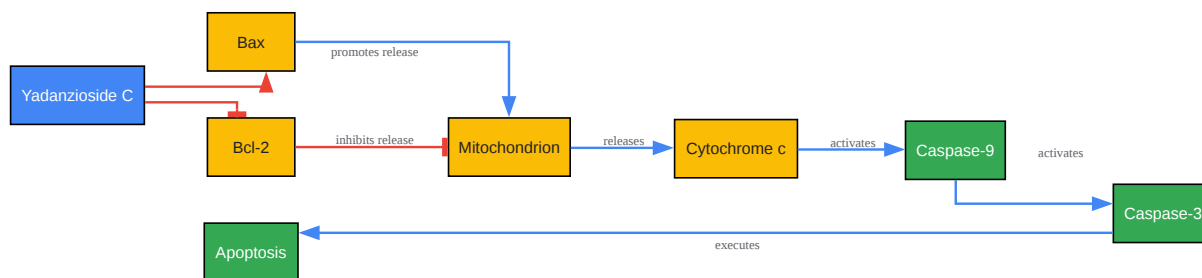 Bax
promotes release
Yadanzioside C
Bcl-2
inhibits release
Mitochondrion
releases
Cytochrome c
activates
Caspase-9
activates
Caspase-3
executes
Apoptosis